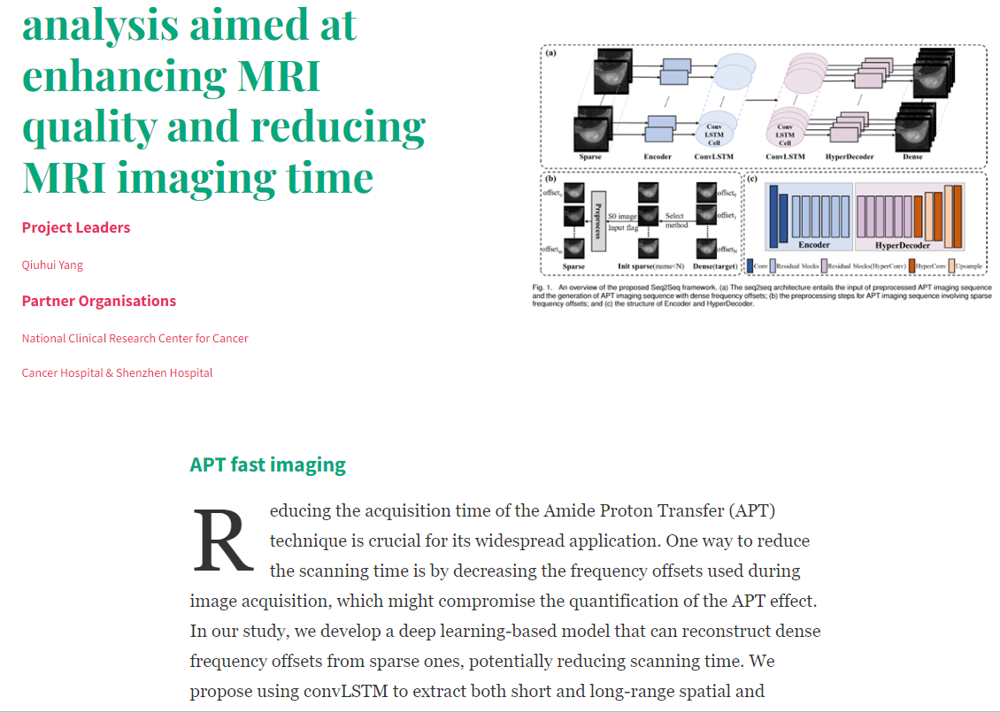 analysis aimed at
enhancing MRI
quality and reducing
MRI imaging time
Project Leaders
Qiuhui Yang
Partner Organisations
National Clinical Research Center for Cancer
Cancer Hospital & Shenzhen Hospital
(a)
Conv
LSTM
Cell
Conv
LSTM
Cell
Sparse Encoder ConvLSTM ConvLSTM HyperDecoder Dense
(b)
offset₀ offset₀
Preprocess
S0 image Select offset₁
Input flag method
offsetₙ offset_N
Sparse Init sparse(nums<N) Dense(target)
(c)
Encoder HyperDecoder
Conv Residual blocks Residual blocks(HyperConv) HyperConv Upsample
Fig. 1. An overview of the proposed Seq2Seq framework. (a) The seq2seq architecture entails the input of preprocessed APT imaging sequence
and the generation of APT imaging sequence with dense frequency offsets; (b) the preprocessing steps for APT imaging sequence involving sparse
frequency offsets; and (c) the structure of Encoder and HyperDecoder.
APT fast imaging
Reducing the acquisition time of the Amide Proton Transfer (APT)
technique is crucial for its widespread application. One way to reduce
the scanning time is by decreasing the frequency offsets used during
image acquisition, which might compromise the quantification of the APT effect.
In our study, we develop a deep learning-based model that can reconstruct dense
frequency offsets from sparse ones, potentially reducing scanning time. We
propose using convLSTM to extract both short and long-range spatial and